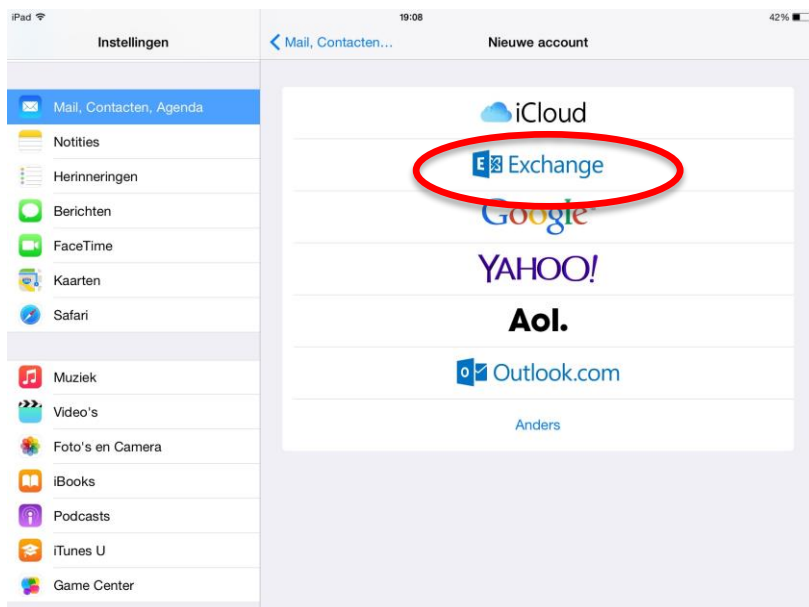 iPad 19:08 42%
Instellingen
Mail, Contacten... Nieuwe account
Mail, Contacten, Agenda
Notities
Herinneringen
Berichten
FaceTime
Kaarten
Safari
Muziek
Video's
Foto's en Camera
iBooks
Podcasts
iTunes U
Game Center
iCloud
E Exchange
Google
YAHOO!
Aol.
O Outlook.com
Anders